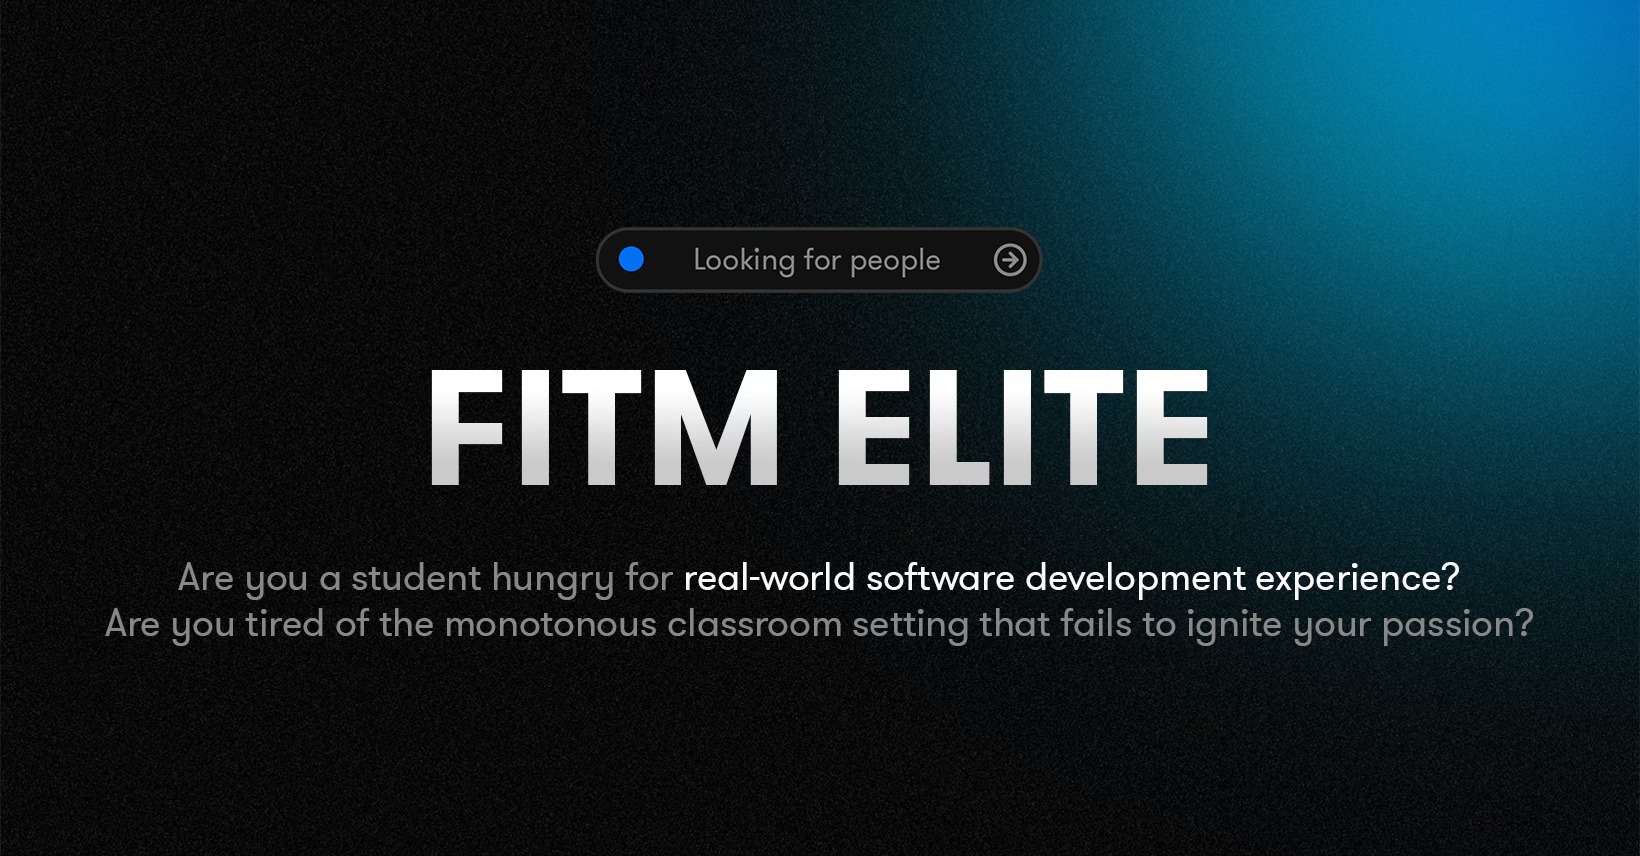 Looking for people
FITM ELITE
Are you a student hungry for real-world software development experience?
Are you tired of the monotonous classroom setting that fails to ignite your passion?